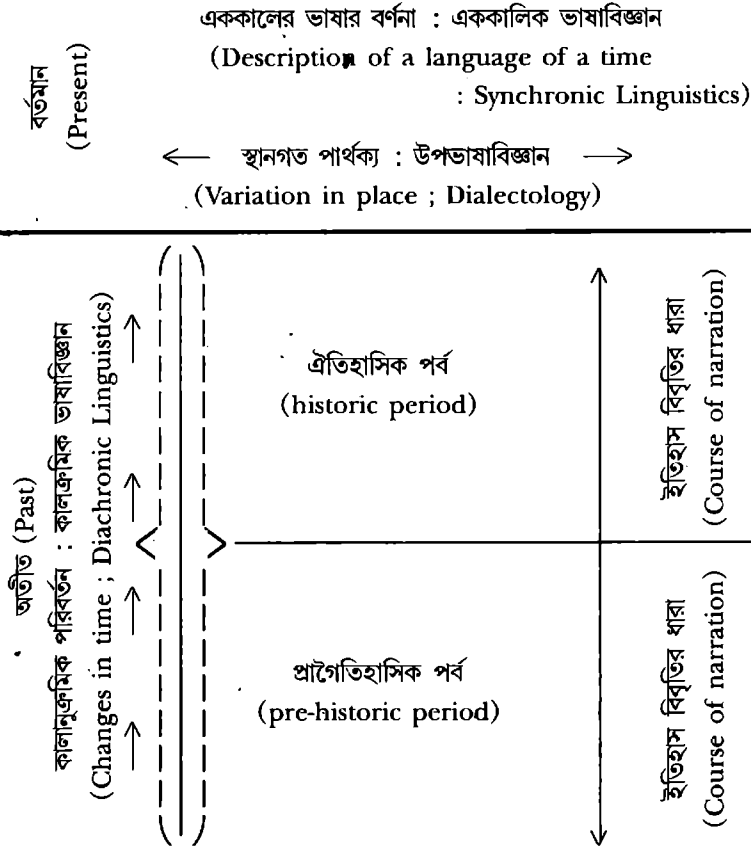 এককালের ভাষার বর্ণনা : এককালিক ভাষাবিজ্ঞান
(Description of a language of a time
: Synchronic Linguistics)
বর্তমান
(Present)
← স্থানগত পার্থক্য : উপভাষাবিজ্ঞান →
(Variation in place ; Dialectology)
অতীত (Past)
কালানুক্রমিক পরিবর্তন : কালক্রমিক ভাষাবিজ্ঞান
(Changes in time ; Diachronic Linguistics)
ঐতিহাসিক পর্ব
(historic period)
ইতিহাস বিবৃতির ধারা
(Course of narration)
প্রাগৈতিহাসিক পর্ব
(pre-historic period)
ইতিহাস বিবৃতির ধারা
(Course of narration)